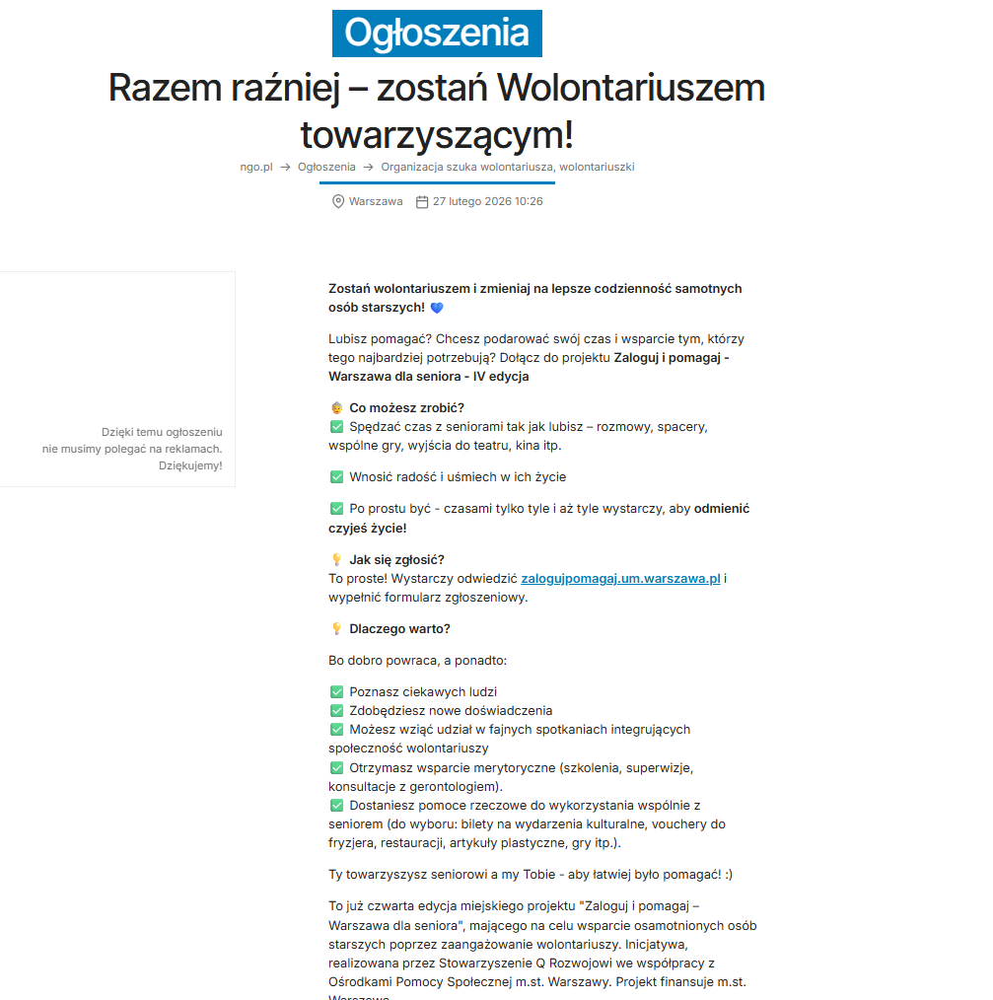 Ogłoszenia
Razem raźniej – zostań Wolontariuszem
towarzyszącym!
ngo.pl → Ogłoszenia → Organizacja szuka wolontariusza, wolontariuszki
Warszawa 27 lutego 2026 10:26
Dzięki temu ogłoszeniu
nie musimy polegać na reklamach.
Dziękujemy!
Zostań wolontariuszem i zmieniaj na lepsze codzienność samotnych
osób starszych! 💙
Lubisz pomagać? Chcesz podarować swój czas i wsparcie tym, którzy
tego najbardziej potrzebują? Dołącz do projektu Zaloguj i pomagaj -
Warszawa dla seniora - IV edycja
👵 Co możesz zrobić?
✅ Spędzać czas z seniorami tak jak lubisz – rozmowy, spacery,
wspólne gry, wyjścia do teatru, kina itp.
✅ Wnosić radość i uśmiech w ich życie
✅ Po prostu być - czasami tylko tyle i aż tyle wystarczy, aby odmienić
czyjeś życie!
💡 Jak się zgłosić?
To proste! Wystarczy odwiedzić zalogujpomagaj.um.warszawa.pl i
wypełnić formularz zgłoszeniowy.
💡 Dlaczego warto?
Bo dobro powraca, a ponadto:
✅ Poznasz ciekawych ludzi
✅ Zdobędziesz nowe doświadczenia
✅ Możesz wziąć udział w fajnych spotkaniach integrujących
społeczność wolontariuszy
✅ Otrzymasz wsparcie merytoryczne (szkolenia, superwizje,
konsultacje z gerontologiem).
✅ Dostaniesz pomoce rzeczowe do wykorzystania wspólnie z
seniorem (do wyboru: bilety na wydarzenia kulturalne, vouchery do
fryzjera, restauracji, artykuły plastyczne, gry itp.).
Ty towarzyszysz seniorowi a my Tobie - aby łatwiej było pomagać! :)
To już czwarta edycja miejskiego projektu "Zaloguj i pomagaj –
Warszawa dla seniora", mającego na celu wsparcie osamotnionych osób
starszych poprzez zaangażowanie wolontariuszy. Inicjatywa,
realizowana przez Stowarzyszenie Q Rozwojowi we współpracy z
Ośrodkami Pomocy Społecznej m.st. Warszawy. Projekt finansuje m.st.